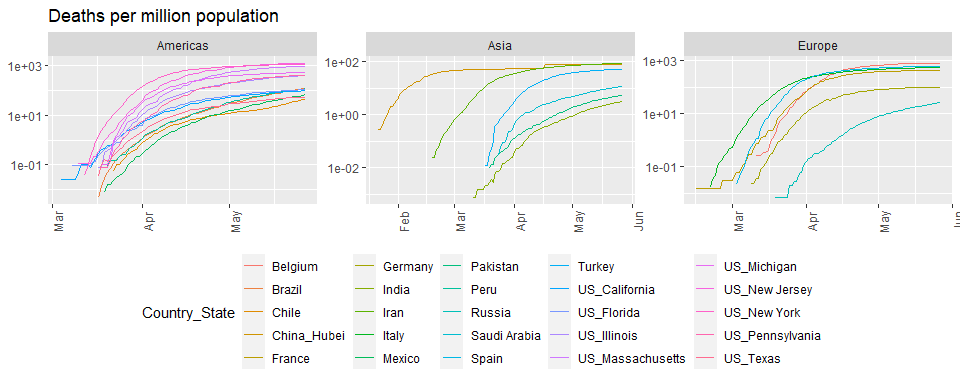 Deaths per million population
Americas
Asia
Europe
1e+03
1e+01
1e-01
1e+02
1e+00
1e-02
1e+03
1e+01
1e-01
Mar
Apr
May
Feb
Mar
Apr
May
Jun
Mar
Apr
May
Jun
Country_State
Belgium
Brazil
Chile
China_Hubei
France
Germany
India
Iran
Italy
Mexico
Pakistan
Peru
Russia
Saudi Arabia
Spain
Turkey
US_California
US_Florida
US_Illinois
US_Massachusetts
US_Michigan
US_New Jersey
US_New York
US_Pennsylvania
US_Texas